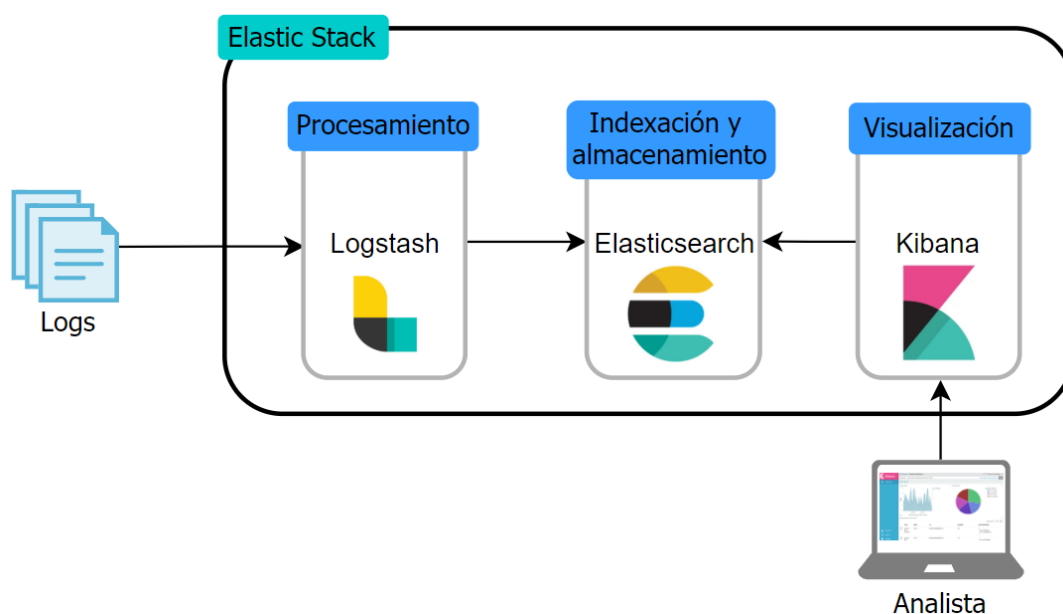 Elastic Stack
Procesamiento
Indexación y
almacenamiento
Visualización
Logstash
Elasticsearch
Kibana
Logs
Analista